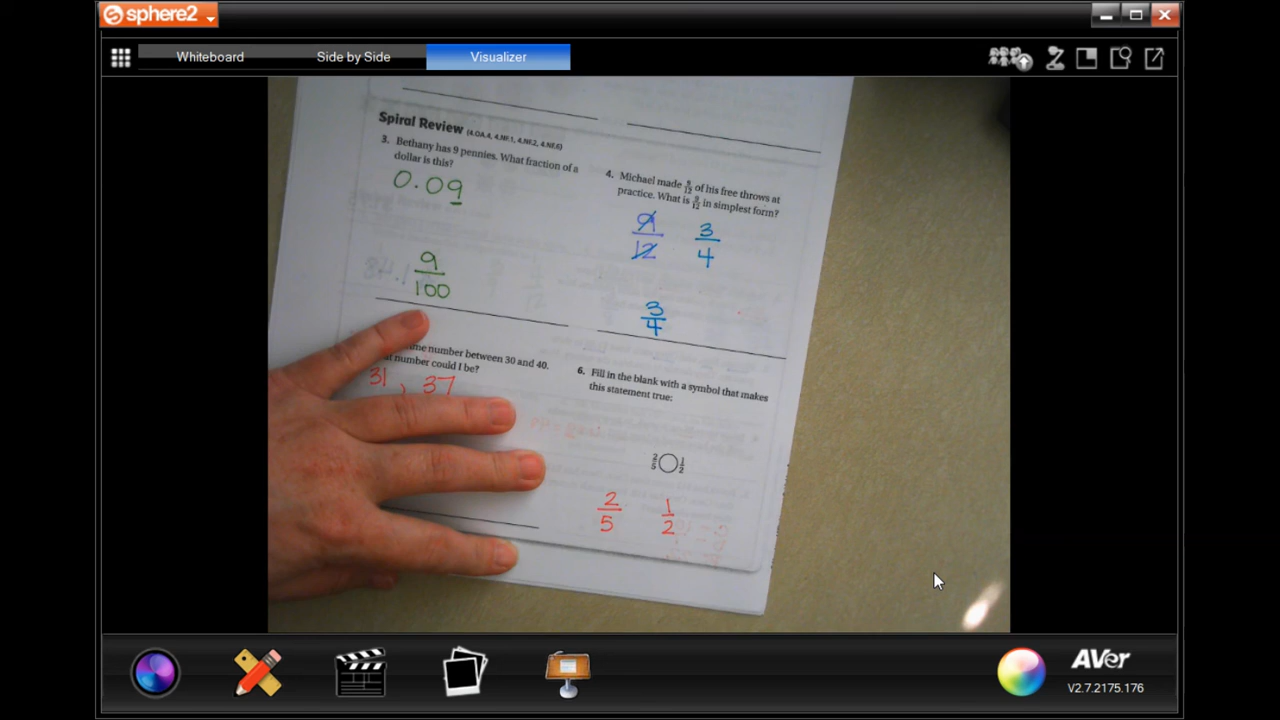 sphere2
Whiteboard
Side by Side
Visualizer
Spiral Review (4.OA.4, 4.NF.1, 4.NF.2, 4.NF.6)
3. Bethany has 9 pennies. What fraction of a
dollar is this?
0.09
9/100
4. Michael made 9/12 of his free throws at
practice. What is 9/12 in simplest form?
9/12 3/4
3/4
me number between 30 and 40.
number could I be?
31, 37
6. Fill in the blank with a symbol that makes
this statement true:
2/5 ○ 1/2
2/5 1/2
AVer
V2.7.2175.176